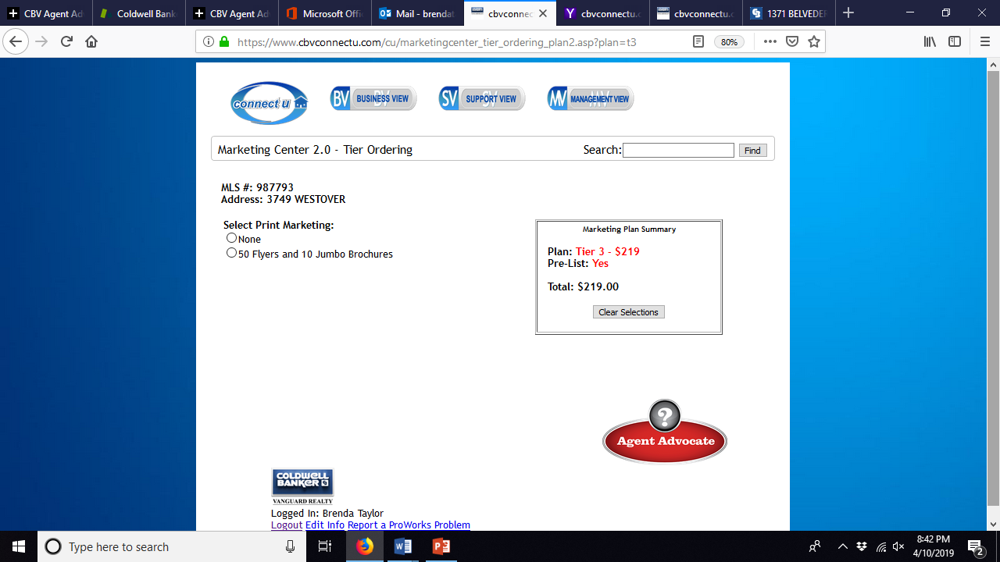 CBV Agent Ad
Coldwell Bank
CBV Agent Ad
Microsoft Offic
Mail - brendat
cbvconnec
cbvconnectu.c
cbvconnectu.c
1371 BELVEDER
https://www.cbvconnectu.com/cu/marketingcenter_tier_ordering_plan2.asp?plan=t3
80%
connect u
BV BUSINESS VIEW
SV SUPPORT VIEW
MV MANAGEMENT VIEW
Marketing Center 2.0 - Tier Ordering
Search:
Find
MLS #: 987793
Address: 3749 WESTOVER
Select Print Marketing:
None
50 Flyers and 10 Jumbo Brochures
Marketing Plan Summary
Plan: Tier 3 - $219
Pre-List: Yes
Total: $219.00
Clear Selections
?
Agent Advocate
COLDWELL
BANKER
VANGUARD REALTY
Logged In: Brenda Taylor
Logout Edit Info Report a ProWorks Problem
Type here to search
8:42 PM
4/10/2019
2